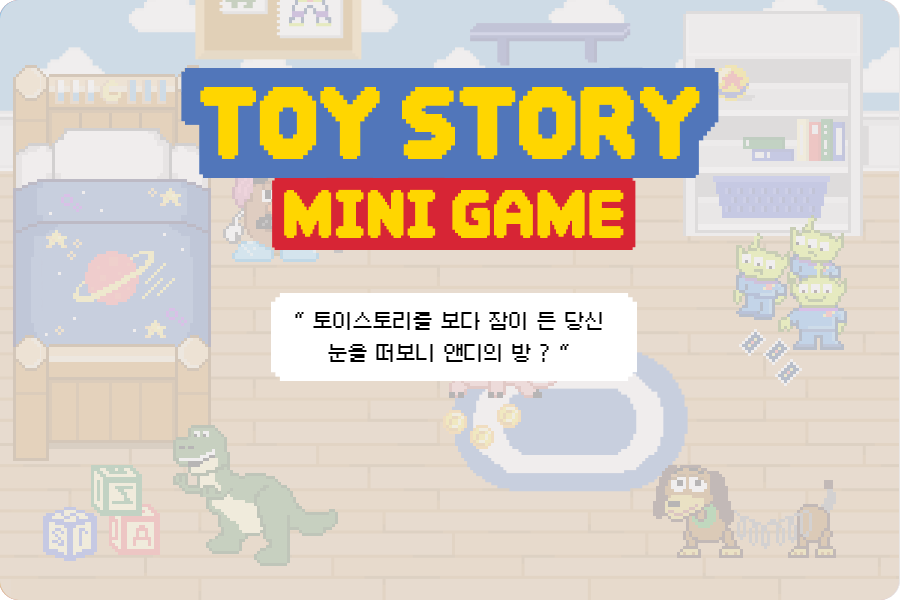 TOY STORY
MINI GAME
“ 토이스토리를 보다 잠이 든 당신
눈을 떠보니 앤디의 방 ? “
Z
A